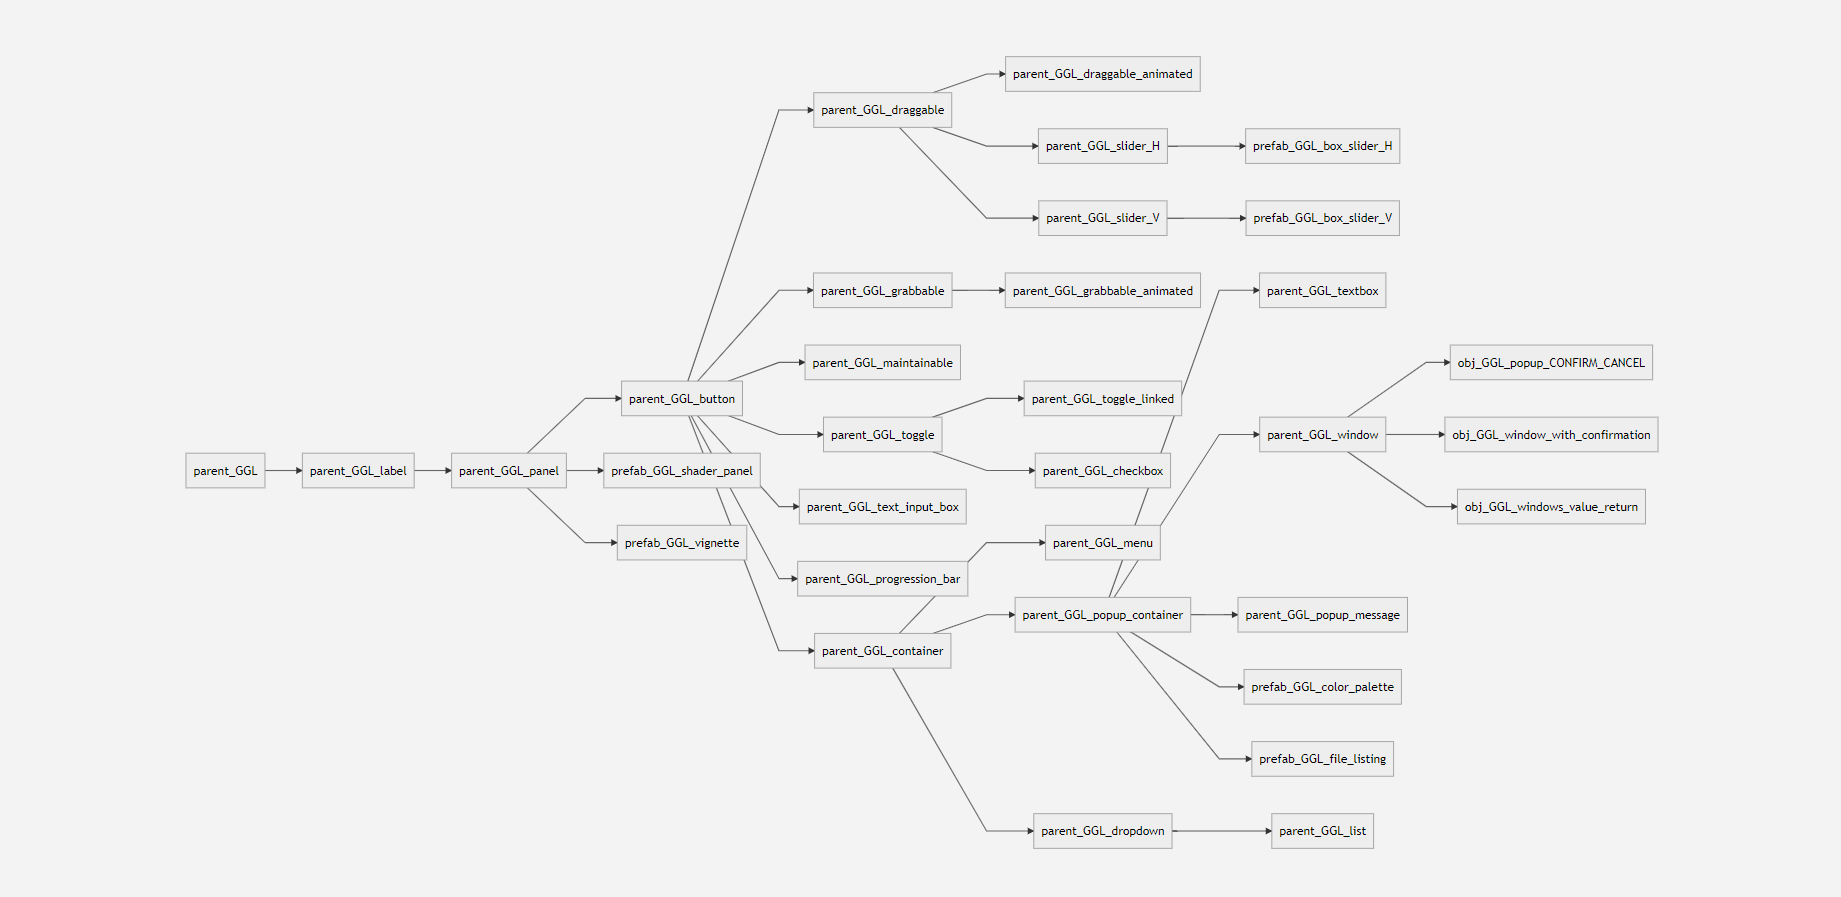 parent_GGL_draggable_animated
parent_GGL_draggable
parent_GGL_slider_H
prefab_GGL_box_slider_H
parent_GGL_slider_V
prefab_GGL_box_slider_V
parent_GGL_grabbable
parent_GGL_grabbable_animated
parent_GGL_textbox
parent_GGL_maintainable
obj_GGL_popup_CONFIRM_CANCEL
parent_GGL_button
parent_GGL_toggle_linked
parent_GGL_toggle
parent_GGL_window
obj_GGL_window_with_confirmation
parent_GGL
parent_GGL_label
parent_GGL_panel
prefab_GGL_shader_panel
parent_GGL_checkbox
parent_GGL_text_input_box
obj_GGL_windows_value_return
prefab_GGL_vignette
parent_GGL_menu
parent_GGL_progression_bar
parent_GGL_popup_container
parent_GGL_popup_message
parent_GGL_container
prefab_GGL_color_palette
prefab_GGL_file_listing
parent_GGL_dropdown
parent_GGL_list